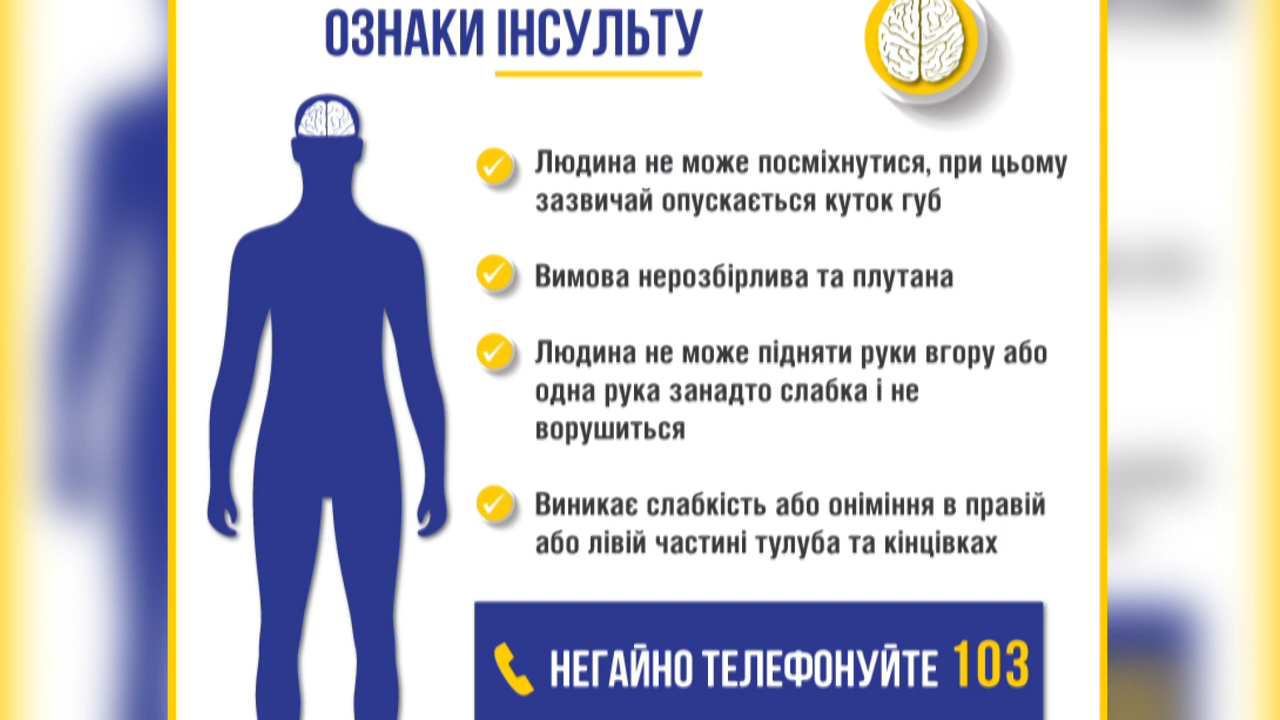 ОЗНАКИ ІНСУЛЬТУ
Людина не може посміхнутися, при цьому
зазвичай опускається куток губ
Вимова нерозбірлива та плутана
Людина не може підняти руки вгору або
одна рука занадто слабка і не
ворушиться
Виникає слабкість або оніміння в правій
або лівій частині тулуба та кінцівках
НЕГАЙНО ТЕЛЕФОНУЙТЕ 103